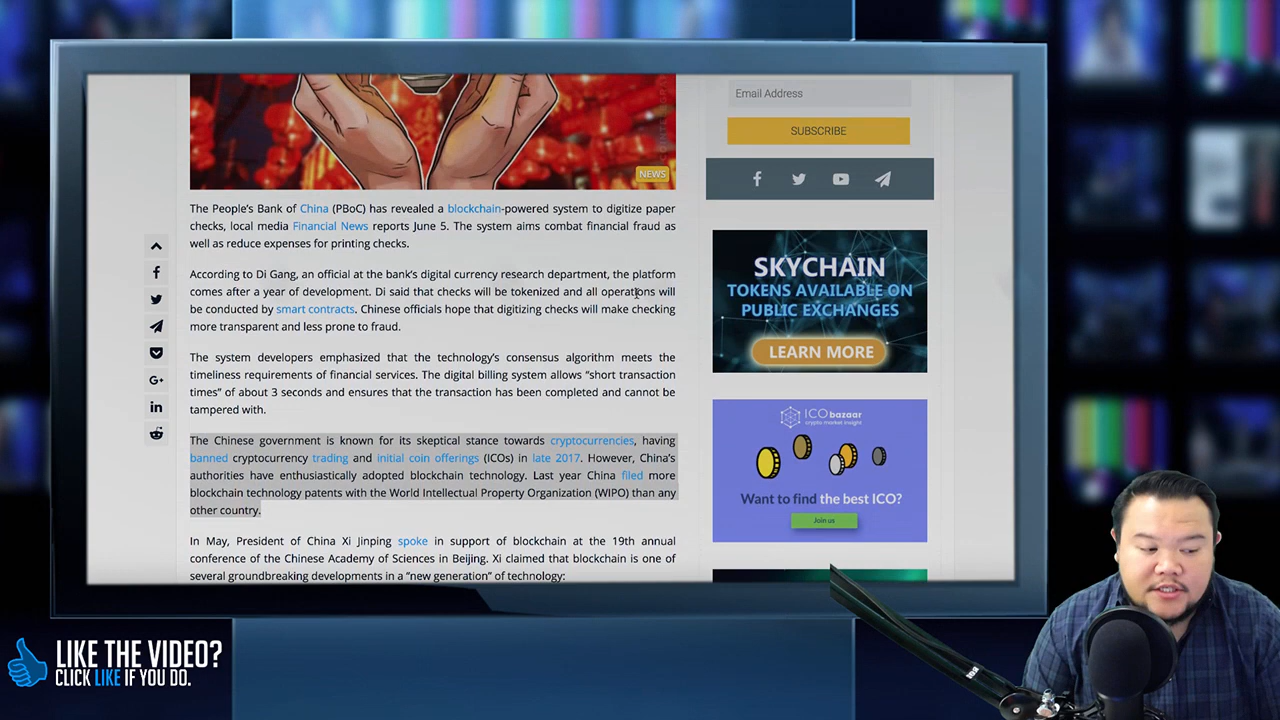 Email Address
SUBSCRIBE
NEWS
The People's Bank of China (PBoC) has revealed a blockchain-powered system to digitize paper
checks, local media Financial News reports June 5. The system aims combat financial fraud as
well as reduce expenses for printing checks.
According to Di Gang, an official at the bank's digital currency research department, the platform
comes after a year of development. Di said that checks will be tokenized and all operations will
be conducted by smart contracts. Chinese officials hope that digitizing checks will make checking
more transparent and less prone to fraud.
The system developers emphasized that the technology's consensus algorithm meets the
timeliness requirements of financial services. The digital billing system allows "short transaction
times" of about 3 seconds and ensures that the transaction has been completed and cannot be
tampered with.
The Chinese government is known for its skeptical stance towards cryptocurrencies, having
banned cryptocurrency trading and initial coin offerings (ICOs) in late 2017. However, China's
authorities have enthusiastically adopted blockchain technology. Last year China filed more
blockchain technology patents with the World Intellectual Property Organization (WIPO) than any
other country.
In May, President of China Xi Jinping spoke in support of blockchain at the 19th annual
conference of the Chinese Academy of Sciences in Beijing. Xi claimed that blockchain is one of
several groundbreaking developments in a "new generation" of technology:
SKYCHAIN
TOKENS AVAILABLE ON
PUBLIC EXCHANGES
LEARN MORE
ICObazaar
crypto market insight
Want to find the best ICO?
Join us
LIKE THE VIDEO?
CLICK LIKE IF YOU DO.